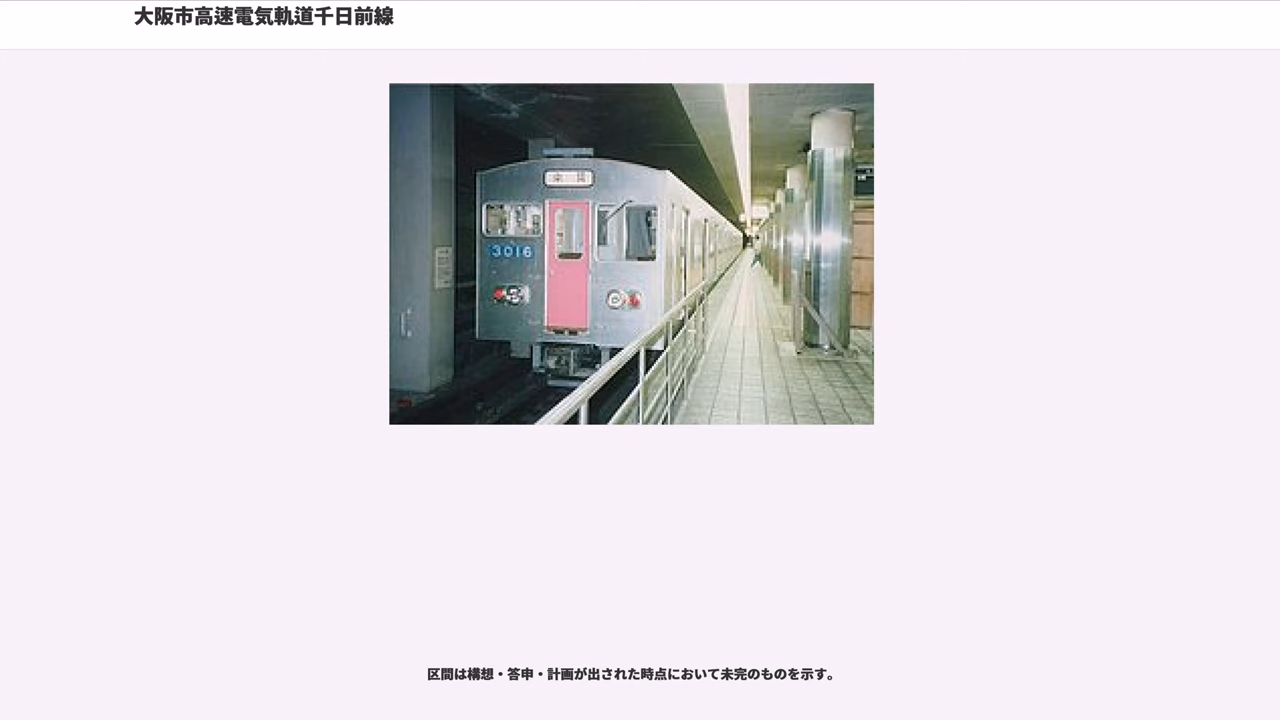 大阪市高速電気軌道千日前線
3016
区間は構想・答申・計画が出された時点において未完のものを示す。